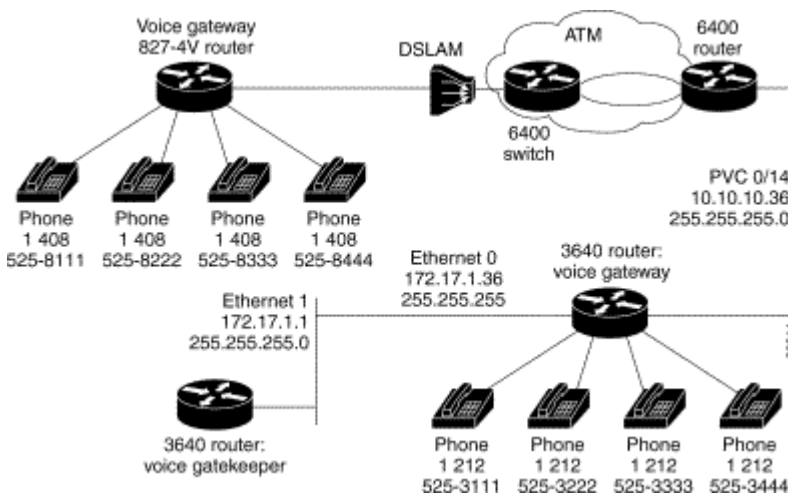 Voice gateway
827-4V router
DSLAM
ATM
6400
router
6400
switch
Phone
1 408
525-8111
Phone
1 408
525-8222
Phone
1 408
525-8333
Phone
1 408
525-8444
PVC 0/14
10.10.10.36
255.255.255.0
Ethernet 0
172.17.1.36
255.255.255
3640 router:
voice gateway
Ethernet 1
172.17.1.1
255.255.255.0
3640 router:
voice gatekeeper
Phone
1 212
525-3111
Phone
1 212
525-3222
Phone
1 212
525-3333
Phone
1 212
525-3444